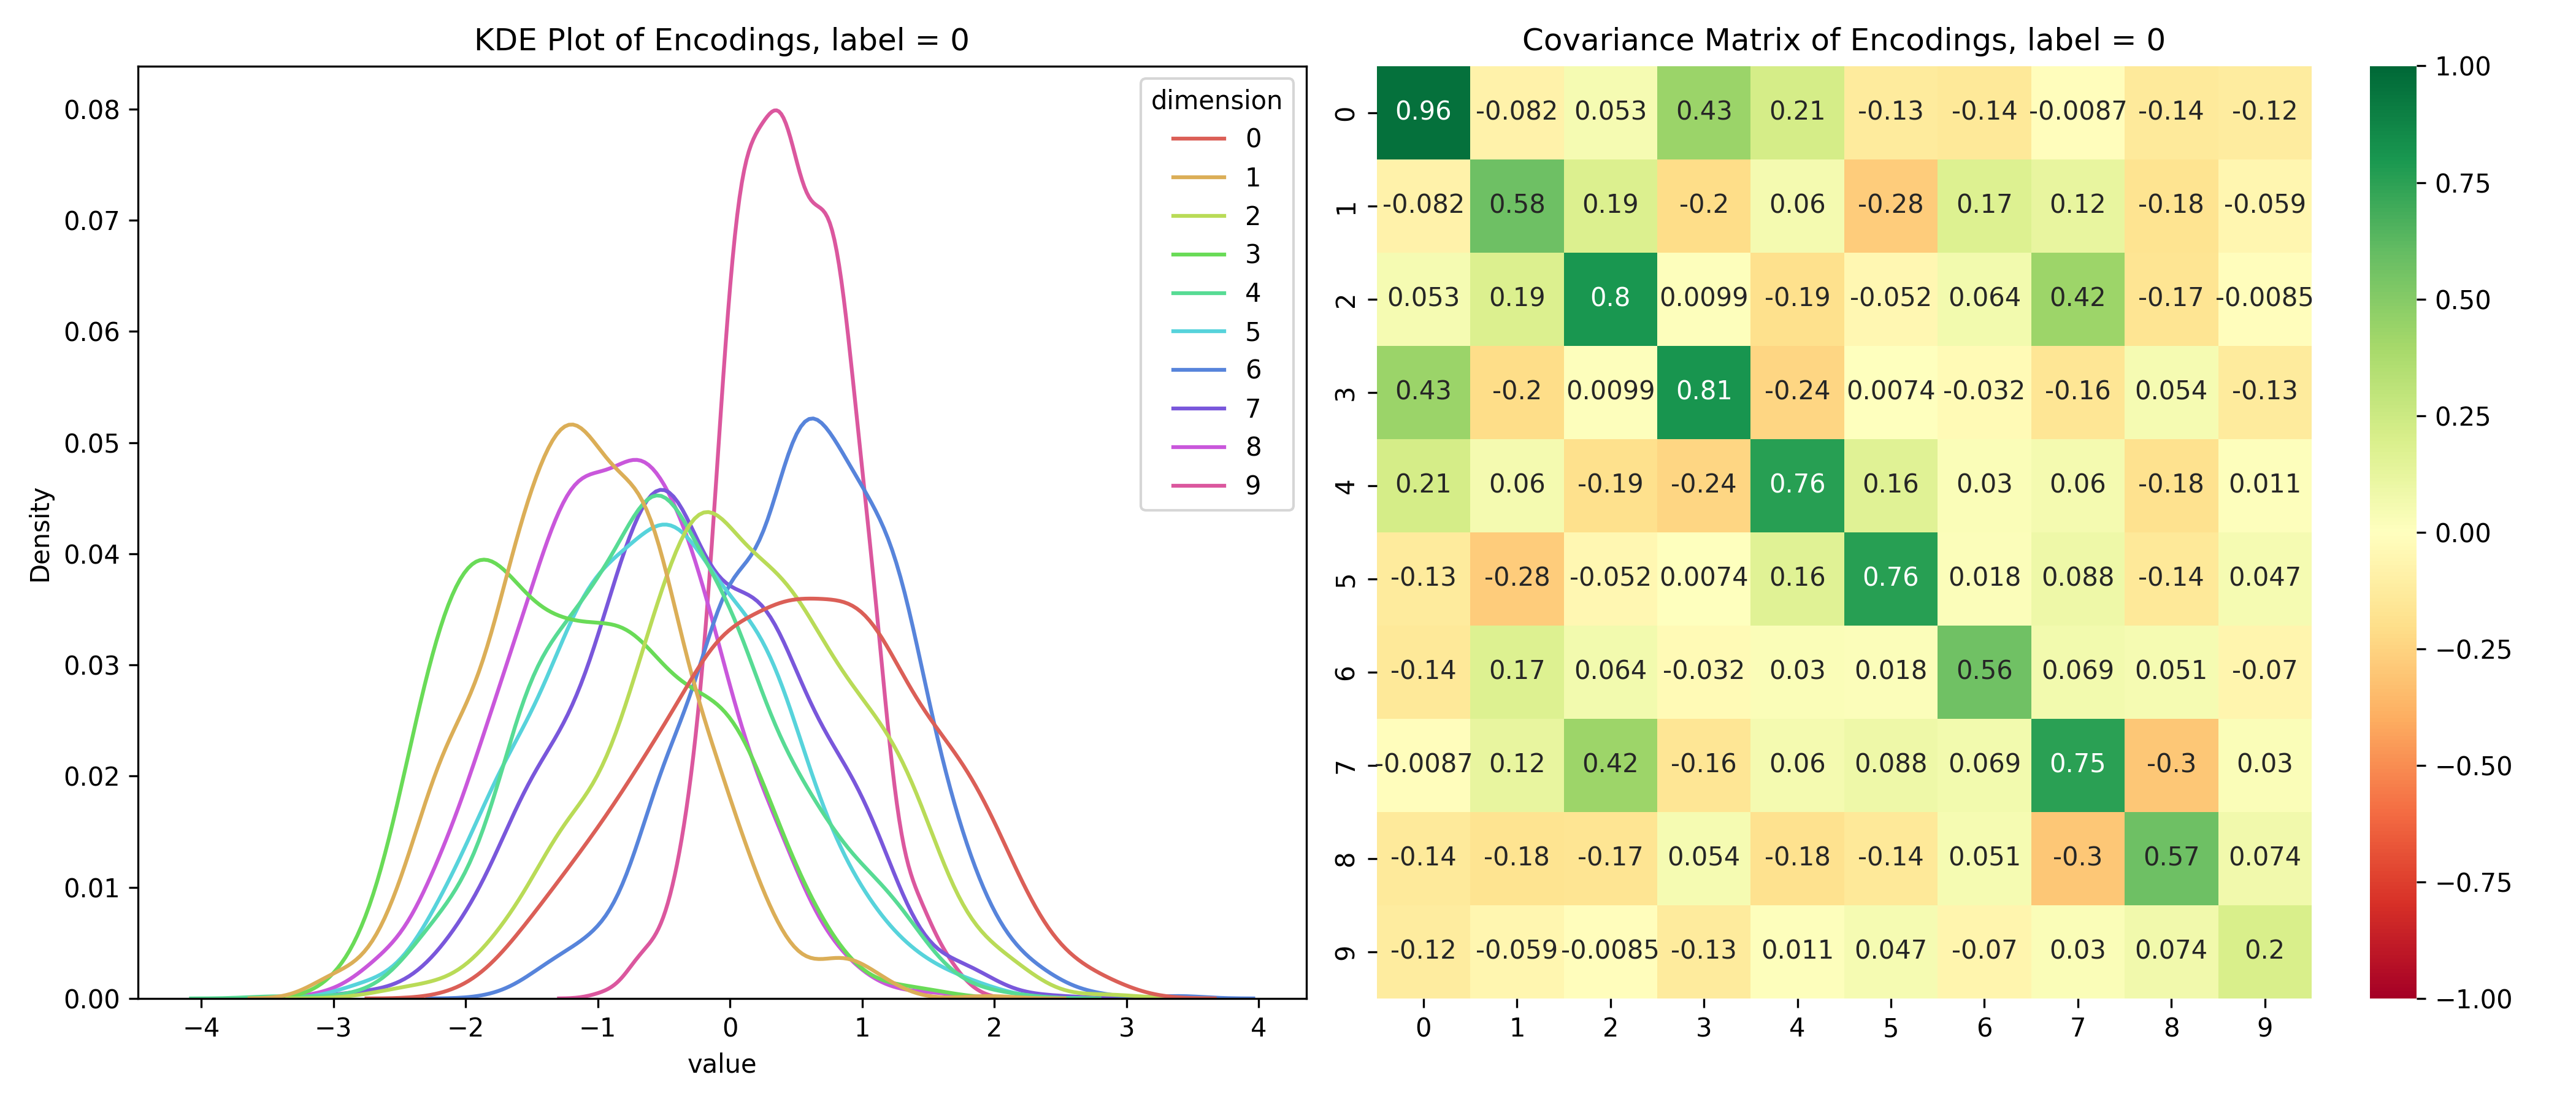 KDE Plot of Encodings, label = 0
Density
0.08
0.07
0.06
0.05
0.04
0.03
0.02
0.01
0.00
−4 −3 −2 −1 0 1 2 3 4
value
dimension
0
1
2
3
4
5
6
7
8
9
Covariance Matrix of Encodings, label = 0
0 0.96 -0.082 0.053 0.43 0.21 -0.13 -0.14 -0.0087 -0.14 -0.12
1 -0.082 0.58 0.19 -0.2 0.06 -0.28 0.17 0.12 -0.18 -0.059
2 0.053 0.19 0.8 0.0099 -0.19 -0.052 0.064 0.42 -0.17 -0.0085
3 0.43 -0.2 0.0099 0.81 -0.24 0.0074 -0.032 -0.16 0.054 -0.13
4 0.21 0.06 -0.19 -0.24 0.76 0.16 0.03 0.06 -0.18 0.011
5 -0.13 -0.28 -0.052 0.0074 0.16 0.76 0.018 0.088 -0.14 0.047
6 -0.14 0.17 0.064 -0.032 0.03 0.018 0.56 0.069 0.051 -0.07
7 -0.0087 0.12 0.42 -0.16 0.06 0.088 0.069 0.75 -0.3 0.03
8 -0.14 -0.18 -0.17 0.054 -0.18 -0.14 0.051 -0.3 0.57 0.074
9 -0.12 -0.059 -0.0085 -0.13 0.011 0.047 -0.07 0.03 0.074 0.2
0 1 2 3 4 5 6 7 8 9
1.00
0.75
0.50
0.25
0.00
−0.25
−0.50
−0.75
−1.00